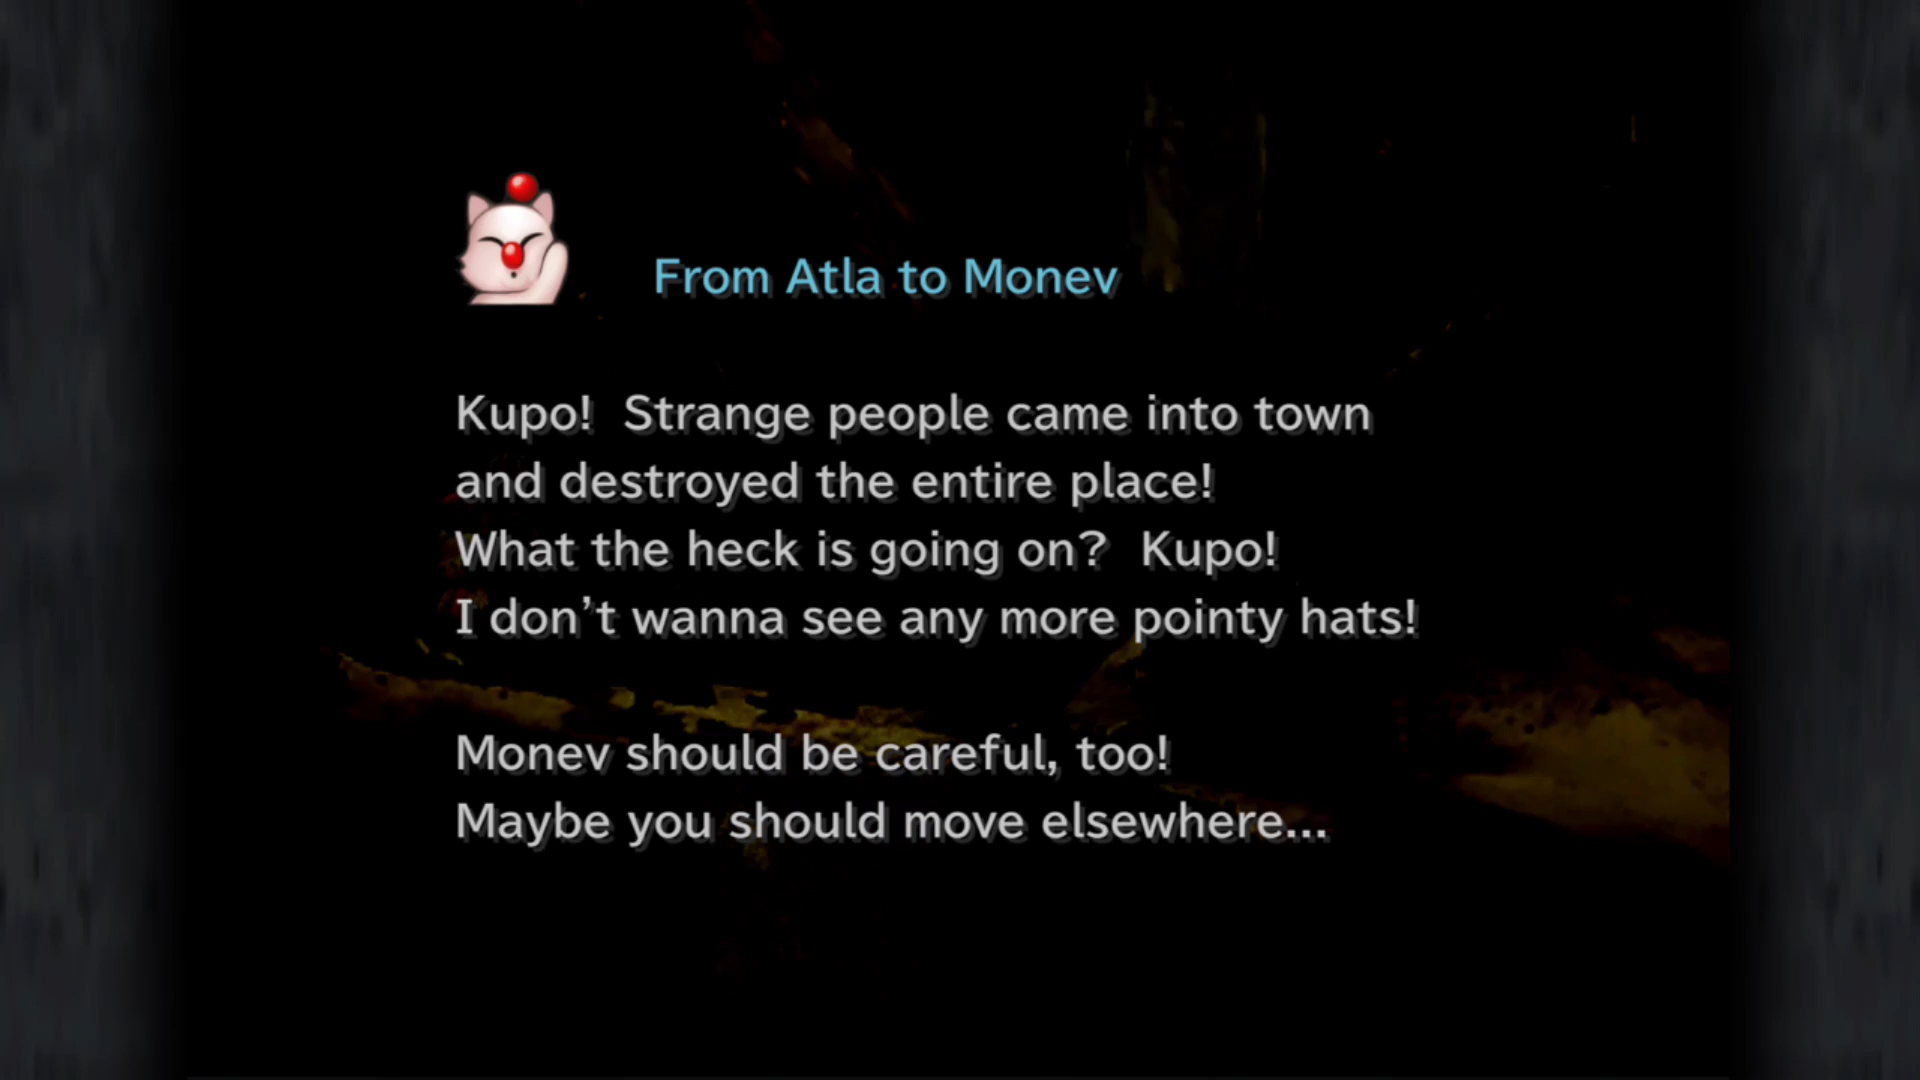 From Atla to Monev
Kupo!  Strange people came into town
and destroyed the entire place!
What the heck is going on?  Kupo!
I don’t wanna see any more pointy hats!
Monev should be careful, too!
Maybe you should move elsewhere...